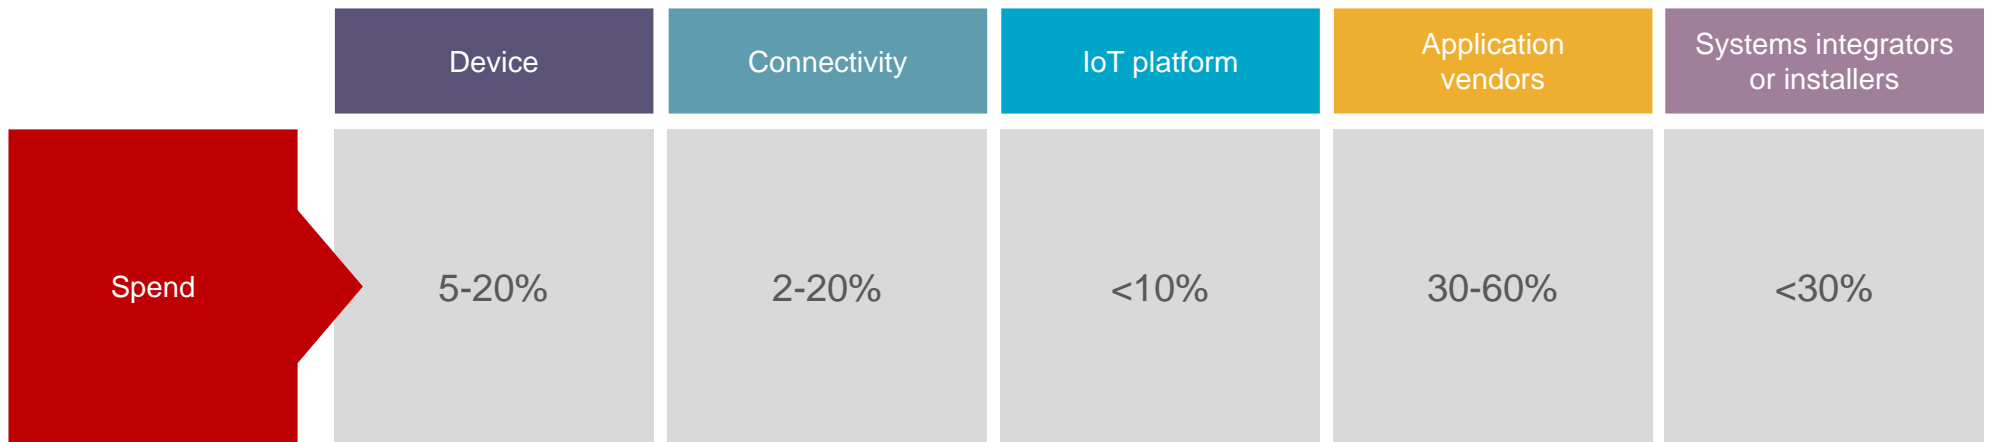 Device
Connectivity
IoT platform
Application
vendors
Systems integrators
or installers
Spend
5-20%
2-20%
<10%
30-60%
<30%